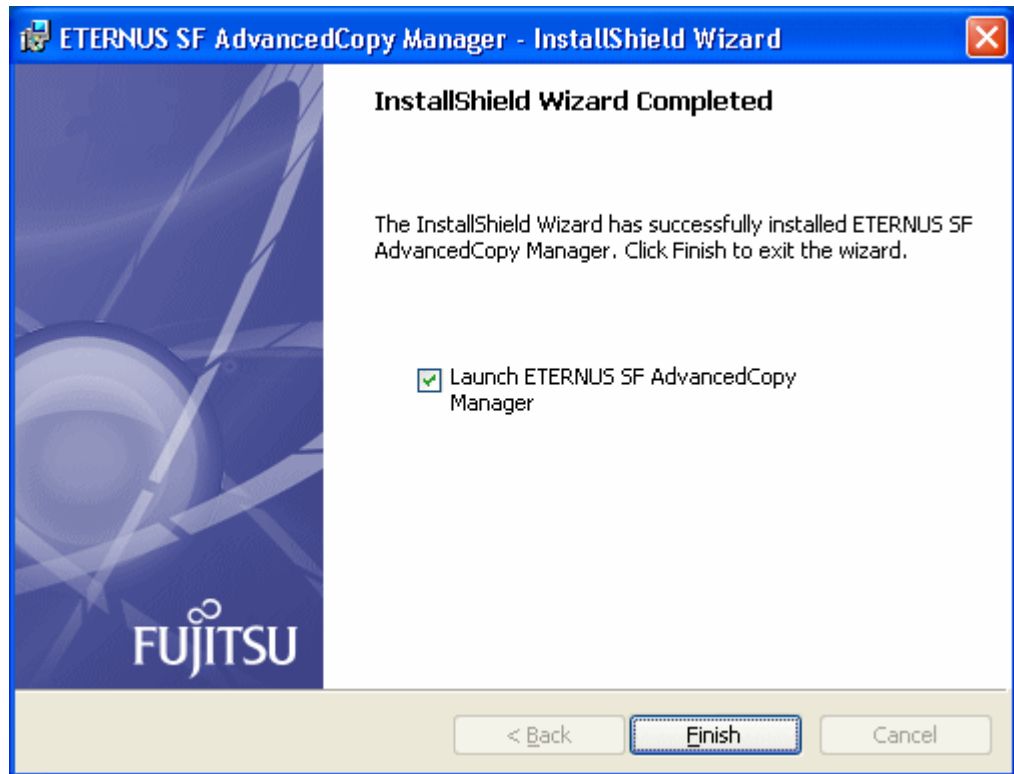 ETERNUS SF AdvancedCopy Manager - InstallShield Wizard
InstallShield Wizard Completed
The InstallShield Wizard has successfully installed ETERNUS SF
AdvancedCopy Manager. Click Finish to exit the wizard.
Launch ETERNUS SF AdvancedCopy
Manager
FUJITSU
< Back
Finish
Cancel